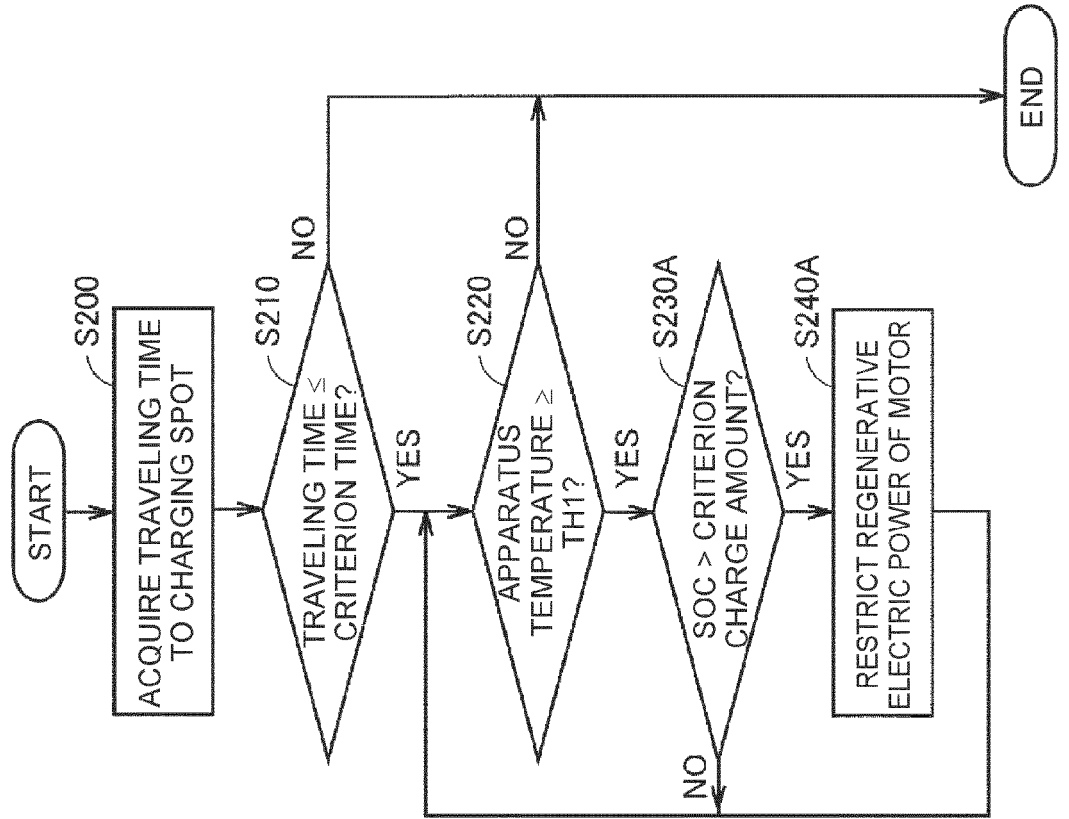 START
S200
ACQUIRE TRAVELING TIME
TO CHARGING SPOT
S210
TRAVELING TIME ≤
CRITERION TIME?
NO
YES
S220
APPARATUS
TEMPERATURE ≥
TH1?
NO
YES
S230A
SOC > CRITERION
CHARGE AMOUNT?
NO
YES
S240A
RESTRICT REGENERATIVE
ELECTRIC POWER OF MOTOR
END